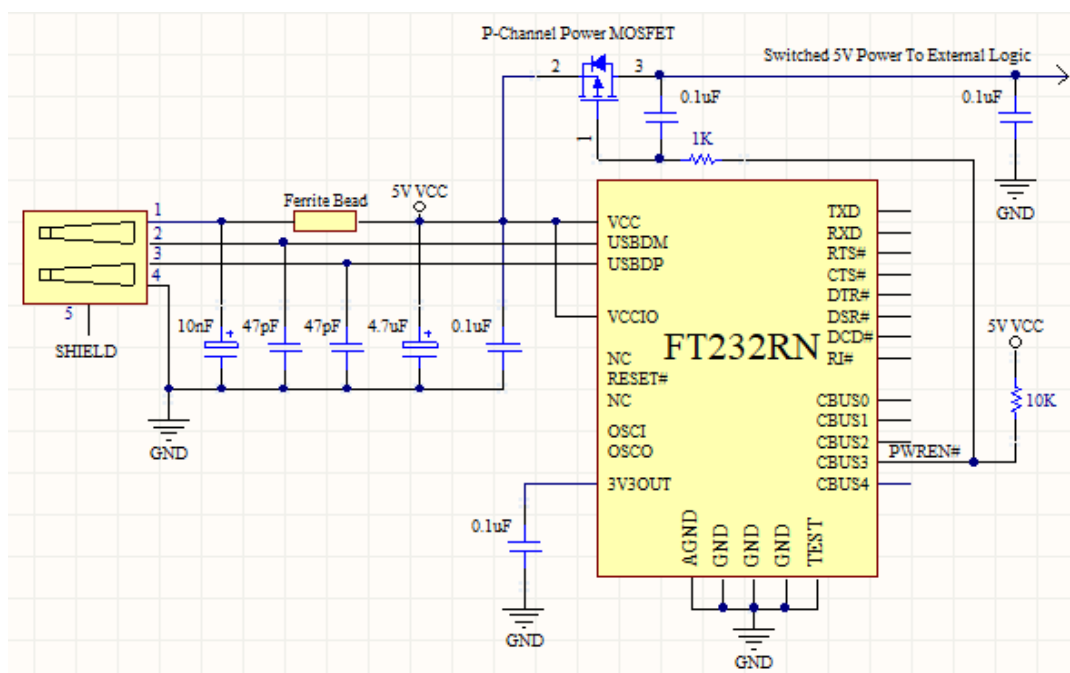 P-Channel Power MOSFET
Switched 5V Power To External Logic
2
3
1
0.1uF
0.1uF
1K
GND
5V VCC
Ferrite Bead
1
2
3
4
5
SHIELD
10nF
+
47pF
47pF
4.7uF
+
0.1uF
GND
VCC
USBDM
USBDP
VCCIO
NC
RESET#
NC
OSCI
OSCO
3V3OUT
FT232RN
TXD
RXD
RTS#
CTS#
DTR#
DSR#
DCD#
RI#
CBUS0
CBUS1
CBUS2
CBUS3
CBUS4
PWREN#
5V VCC
10K
0.1uF
GND
AGND
GND
GND
GND
TEST
GND